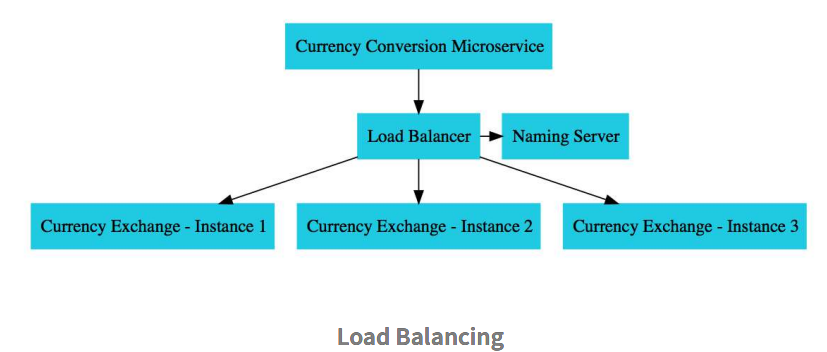 Currency Conversion Microservice
Load Balancer
Naming Server
Currency Exchange - Instance 1
Currency Exchange - Instance 2
Currency Exchange - Instance 3
Load Balancing